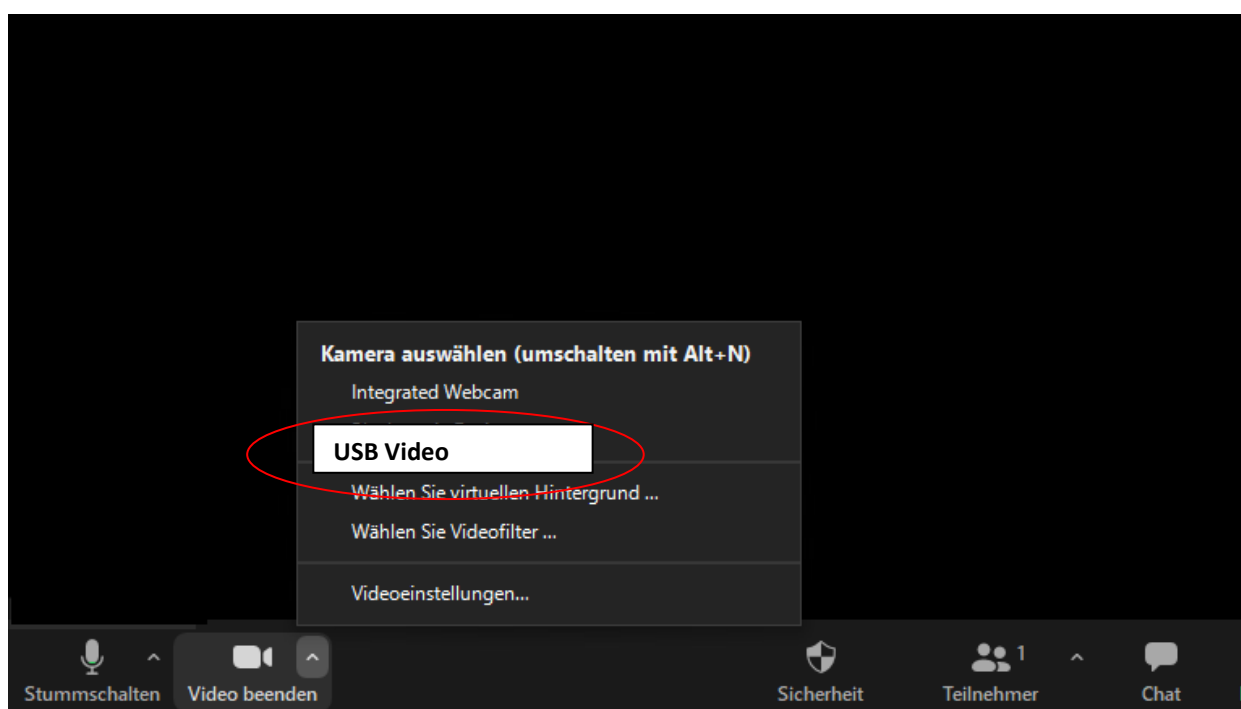 Kamera auswählen (umschalten mit Alt+N)
Integrated Webcam
USB Video
Wählen Sie virtuellen Hintergrund ...
Wählen Sie Videofilter ...
Videoeinstellungen...
1
Stummschalten Video beenden Sicherheit Teilnehmer Chat